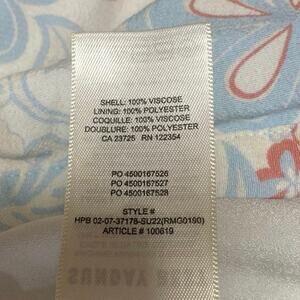 SHELL: 100% VISCOSE
LINING: 100% POLYESTER
COQUILLE: 100% VISCOSE
DOUBLURE: 100% POLYESTER
CA 23725 RN 122354
PO 4500167526
PO 4500167527
PO 4500167528
STYLE #
HPB 02-07-37178-SU22(RMG0190)
ARTICLE # 100619